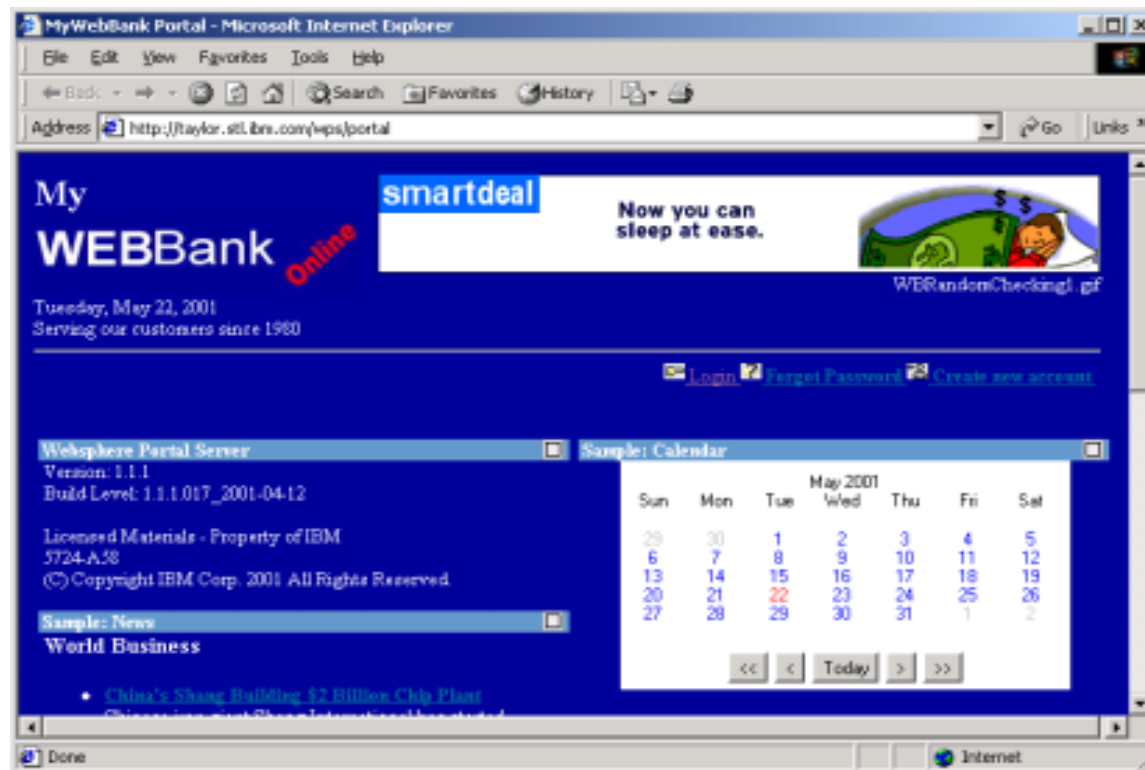 MyWebBank Portal - Microsoft Internet Explorer
File Edit View Favorites Tools Help
Back Search Favorites History
Address http://taylor.stl.ibm.com/wps/portal Go Links
My
WEBBank Online
smartdeal
Now you can
sleep at ease.
$ $
WBRandomChecking1.gif
Tuesday, May 22, 2001
Serving our customers since 1980
Login Forgot Password Create new account
Websphere Portal Server
Version: 1.1.1
Build Level: 1.1.1.017_2001-04-12
Licensed Materials - Property of IBM
5724-A58
(C) Copyright IBM Corp. 2001 All Rights Reserved.
Sample: News
World Business
China's Shang Building $2 Billion Chip Plant
Sample: Calendar
May 2001
Sun Mon Tue Wed Thu Fri Sat
29 30 1 2 3 4 5
6 7 8 9 10 11 12
13 14 15 16 17 18 19
20 21 22 23 24 25 26
27 28 29 30 31 1 2
<< < Today > >>
Done Internet